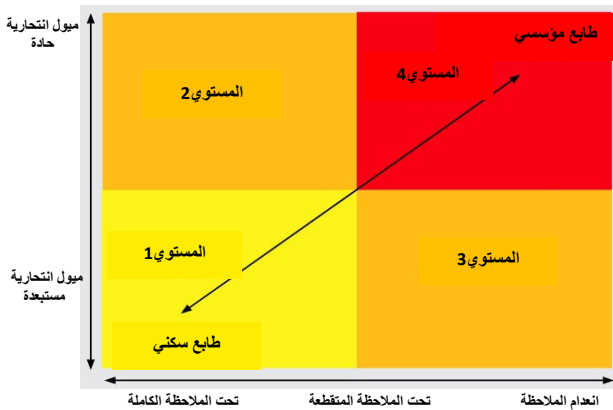 ميول انتحارية
حادة
طابع مؤسسي
المستوي4
المستوي2
المستوي1
المستوي3
ميول انتحارية
مستبعدة
طابع سكني
انعدام الملاحظة
تحت الملاحظة المتقطعة
تحت الملاحظة الكاملة